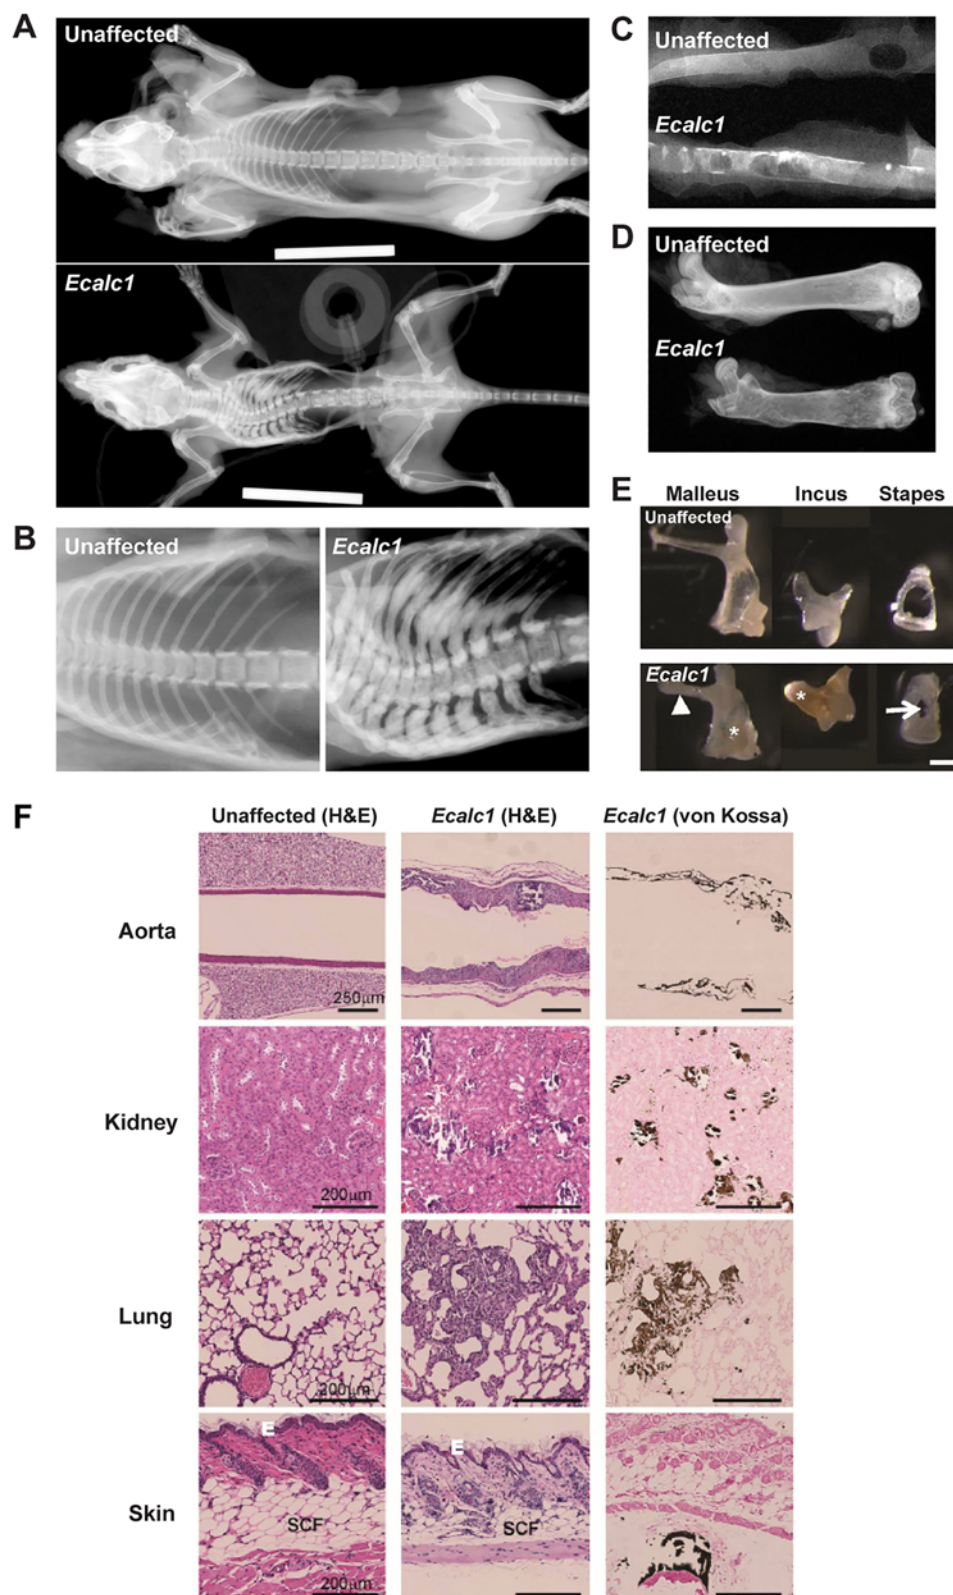 A
Unaffected
Ecalc1
B
Unaffected
Ecalc1
C
Unaffected
Ecalc1
D
Unaffected
Ecalc1
E
Malleus Incus Stapes
Unaffected
Ecalc1
*
*
F
Unaffected (H&E) Ecalc1 (H&E) Ecalc1 (von Kossa)
Aorta
250µm
Kidney
200µm
Lung
200µm
Skin
E
E
SCF
SCF
200µm